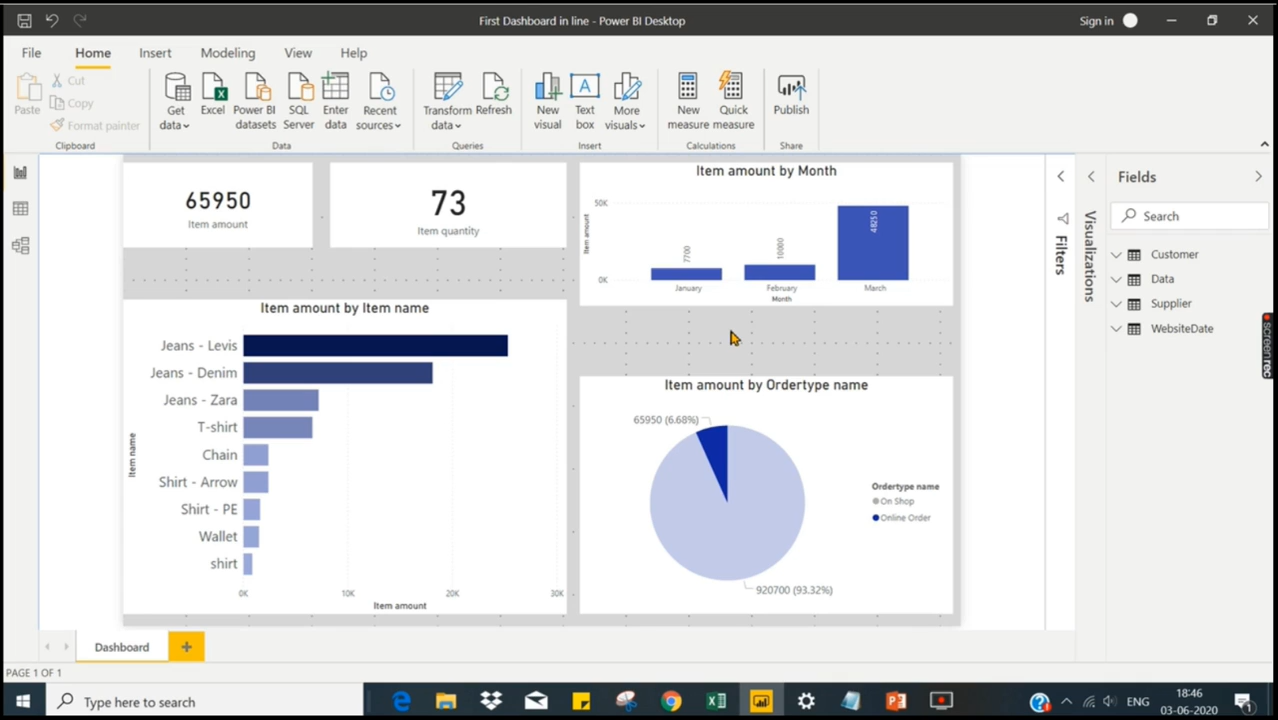 First Dashboard in line - Power BI Desktop
Sign in
File
Home
Insert
Modeling
View
Help
Paste
Cut
Copy
Format painter
Clipboard
Get data
Excel
Power BI datasets
SQL Server
Enter data
Recent sources
Data
Transform data
Refresh
Queries
New visual
Text box
More visuals
Insert
New measure
Quick measure
Calculations
Publish
Share
65950
Item amount
73
Item quantity
Item amount by Month
Item amount
50K
0K
7700
10000
48250
January
February
March
Month
Item amount by Item name
Item name
Jeans - Levis
Jeans - Denim
Jeans - Zara
T-shirt
Chain
Shirt - Arrow
Shirt - PE
Wallet
shirt
0K
10K
20K
30K
Item amount
Item amount by Ordertype name
65950 (6.68%)
920700 (93.32%)
Ordertype name
On Shop
Online Order
Filters
Visualizations
Fields
Search
Customer
Data
Supplier
WebsiteDate
screenrec
Dashboard
PAGE 1 OF 1
Type here to search
ENG
18:46
03-06-2020
1